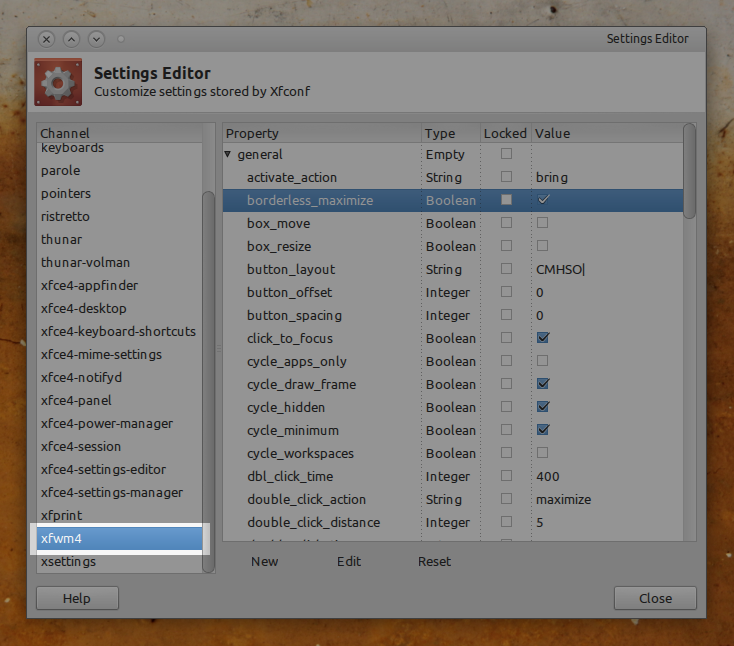 Settings Editor
Settings Editor
Customize settings stored by Xfconf
Channel
keyboards
parole
pointers
ristretto
thunar
thunar-volman
xfce4-appfinder
xfce4-desktop
xfce4-keyboard-shortcuts
xfce4-mime-settings
xfce4-notifyd
xfce4-panel
xfce4-power-manager
xfce4-session
xfce4-settings-editor
xfce4-settings-manager
xfprint
xfwm4
xsettings
Property Type Locked Value
general Empty
activate_action String bring
borderless_maximize Boolean
box_move Boolean
box_resize Boolean
button_layout String CMHSO|
button_offset Integer 0
button_spacing Integer 0
click_to_focus Boolean
cycle_apps_only Boolean
cycle_draw_frame Boolean
cycle_hidden Boolean
cycle_minimum Boolean
cycle_workspaces Boolean
dbl_click_time Integer 400
double_click_action String maximize
double_click_distance Integer 5
New Edit Reset
Help Close